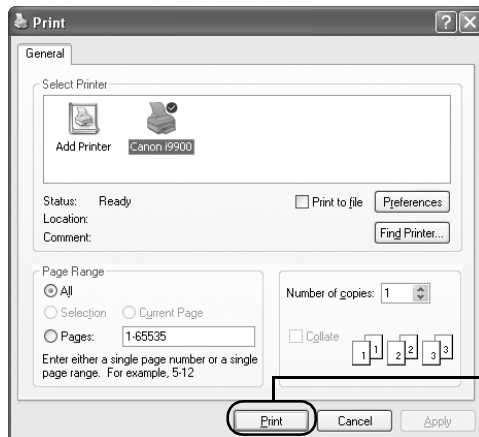 Print
General
Select Printer
Add Printer
Canon i9900
Status: Ready
Location:
Comment:
Print to file
Preferences
Find Printer...
Page Range
All
Selection
Current Page
Pages: 1-65535
Enter either a single page number or a single
page range. For example, 5-12
Number of copies: 1
Collate
1 1 2 2 3 3
Print
Cancel
Apply